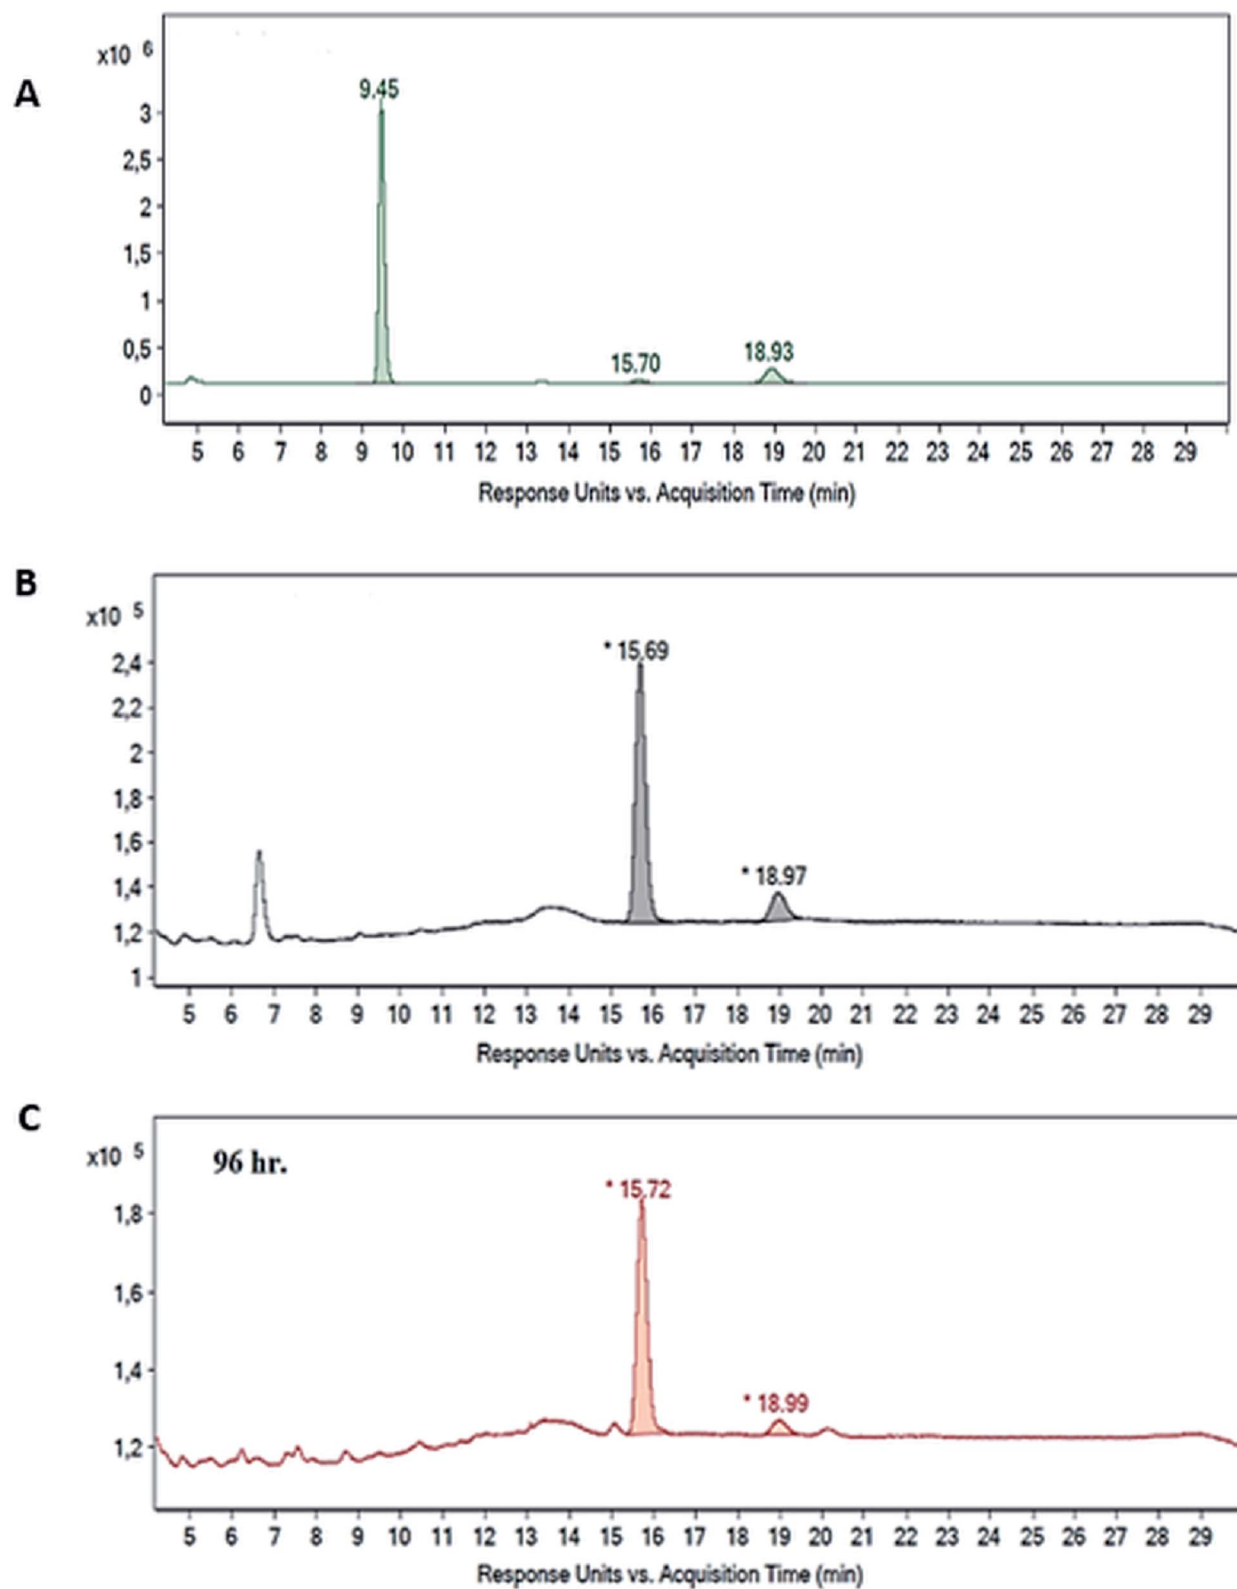 A
x10 6
9.45
3
2,5
2
1,5
1
0,5
0
15.70
18.93
5 6 7 8 9 10 11 12 13 14 15 16 17 18 19 20 21 22 23 24 25 26 27 28 29
Response Units vs. Acquisition Time (min)
B
x10 5
* 15.69
2,4
2,2
2
1,8
1,6
1,4
1,2
1
* 18.97
5 6 7 8 9 10 11 12 13 14 15 16 17 18 19 20 21 22 23 24 25 26 27 28 29
Response Units vs. Acquisition Time (min)
C
x10 5
96 hr.
* 15.72
1,8
1,6
1,4
1,2
* 18.99
5 6 7 8 9 10 11 12 13 14 15 16 17 18 19 20 21 22 23 24 25 26 27 28 29
Response Units vs. Acquisition Time (min)